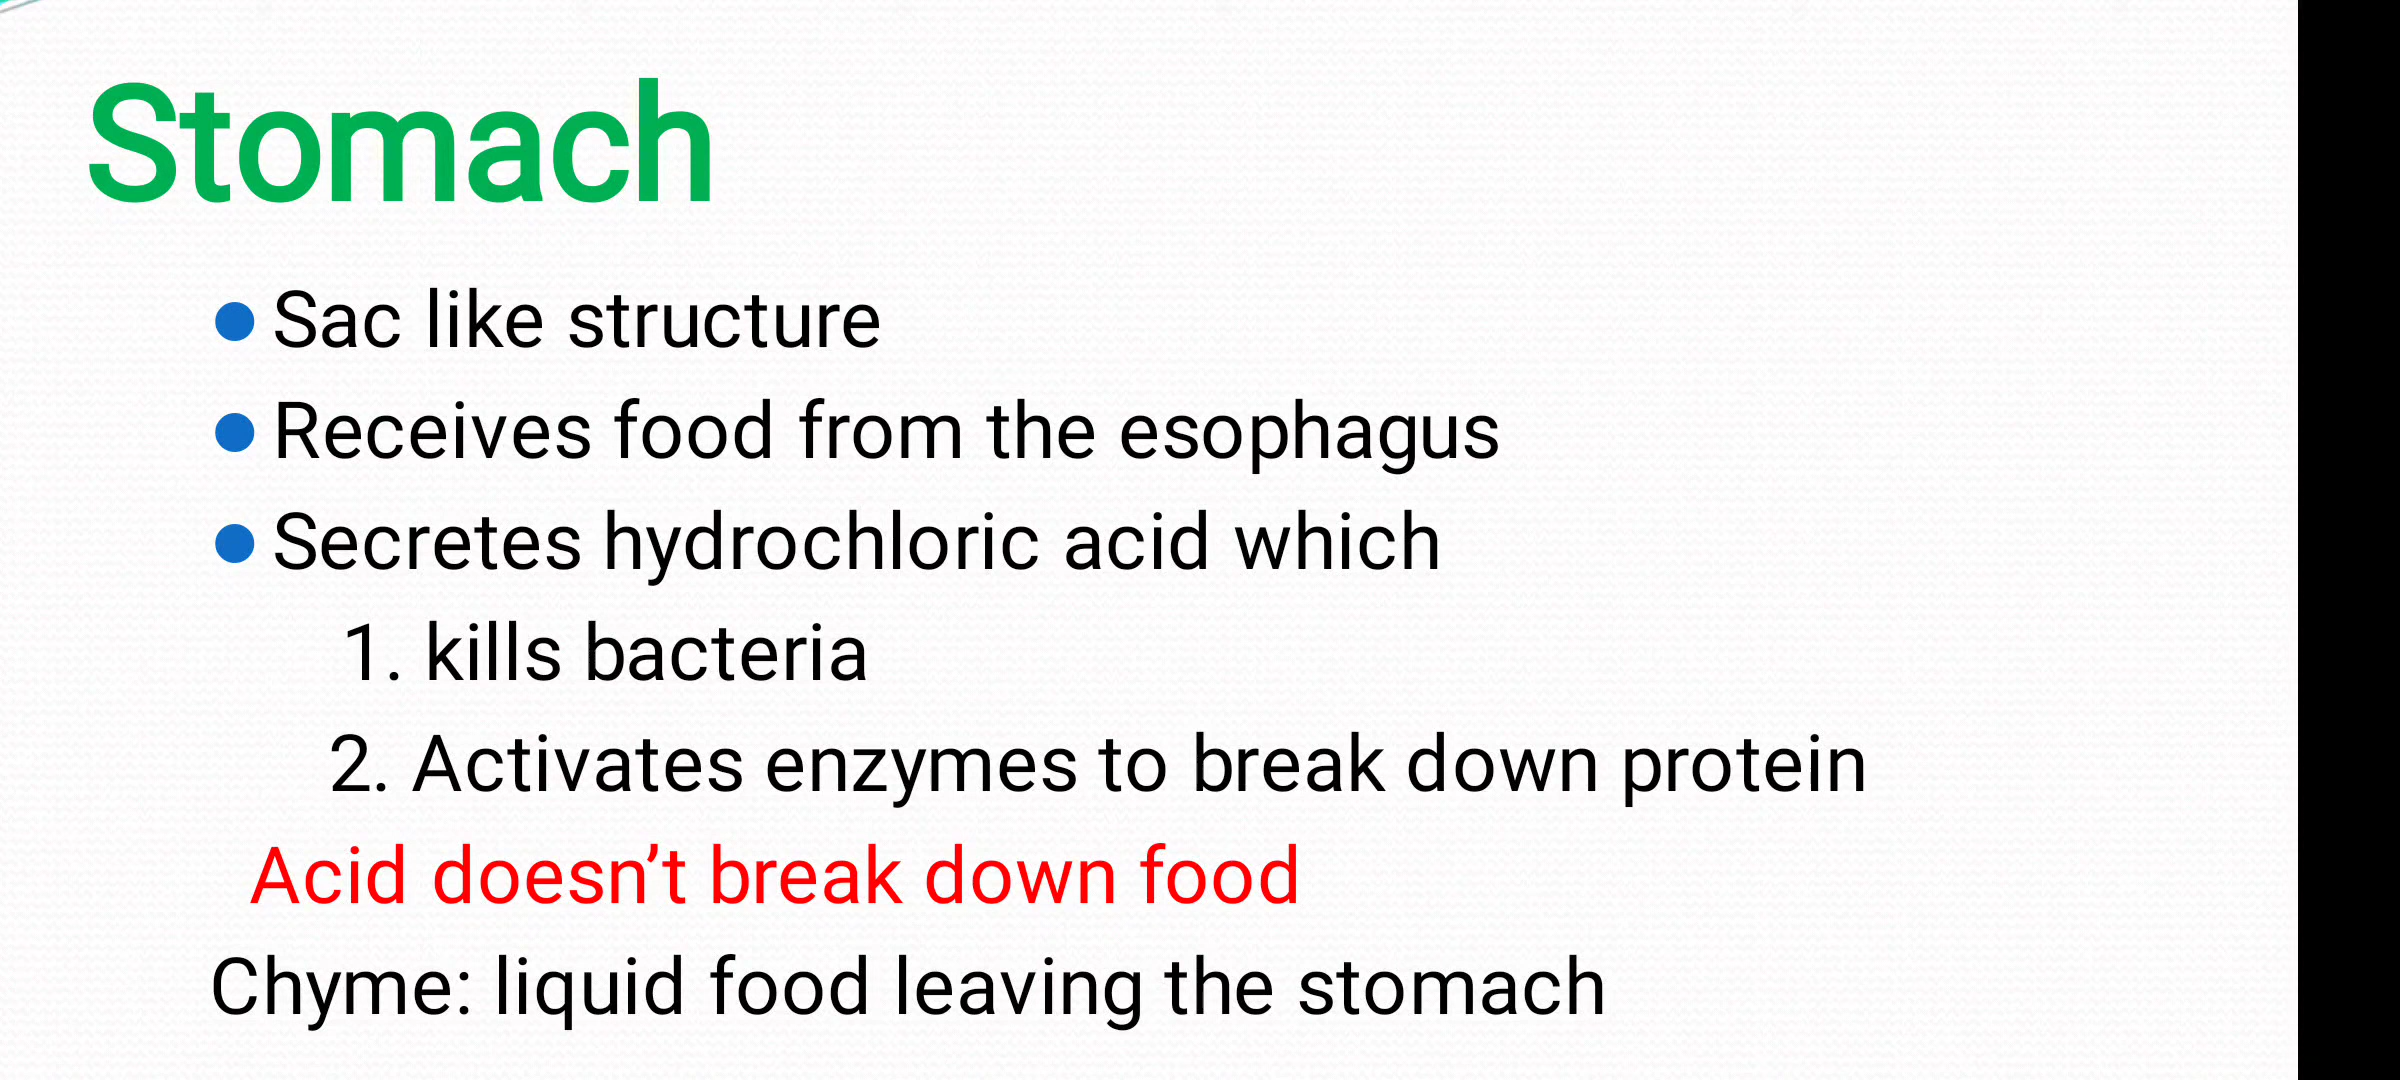 Stomach
● Sac like structure
● Receives food from the esophagus
● Secretes hydrochloric acid which
1. kills bacteria
2. Activates enzymes to break down protein
Acid doesn’t break down food
Chyme: liquid food leaving the stomach